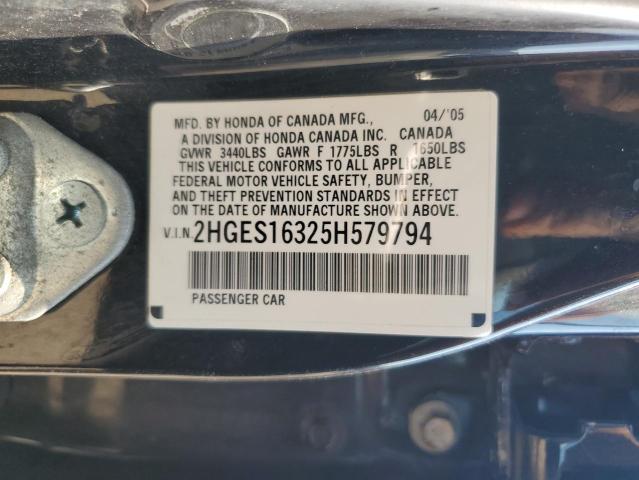 MFD. BY HONDA OF CANADA MFG., 04/'05
A DIVISION OF HONDA CANADA INC. CANADA
GVWR 3440LBS GAWR F 1775LBS R 1650LBS
THIS VEHICLE CONFORMS TO ALL APPLICABLE
FEDERAL MOTOR VEHICLE SAFETY, BUMPER,
AND THEFT PREVENTION STANDARDS IN EFFECT
ON THE DATE OF MANUFACTURE SHOWN ABOVE.
V.I.N. 2HGES16325H579794
PASSENGER CAR